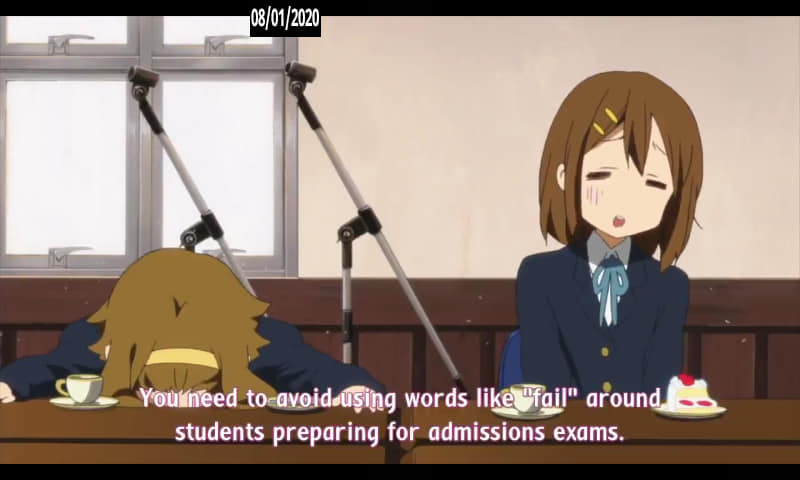 08/01/2020
You need to avoid using words like "fail" around
students preparing for admissions exams.